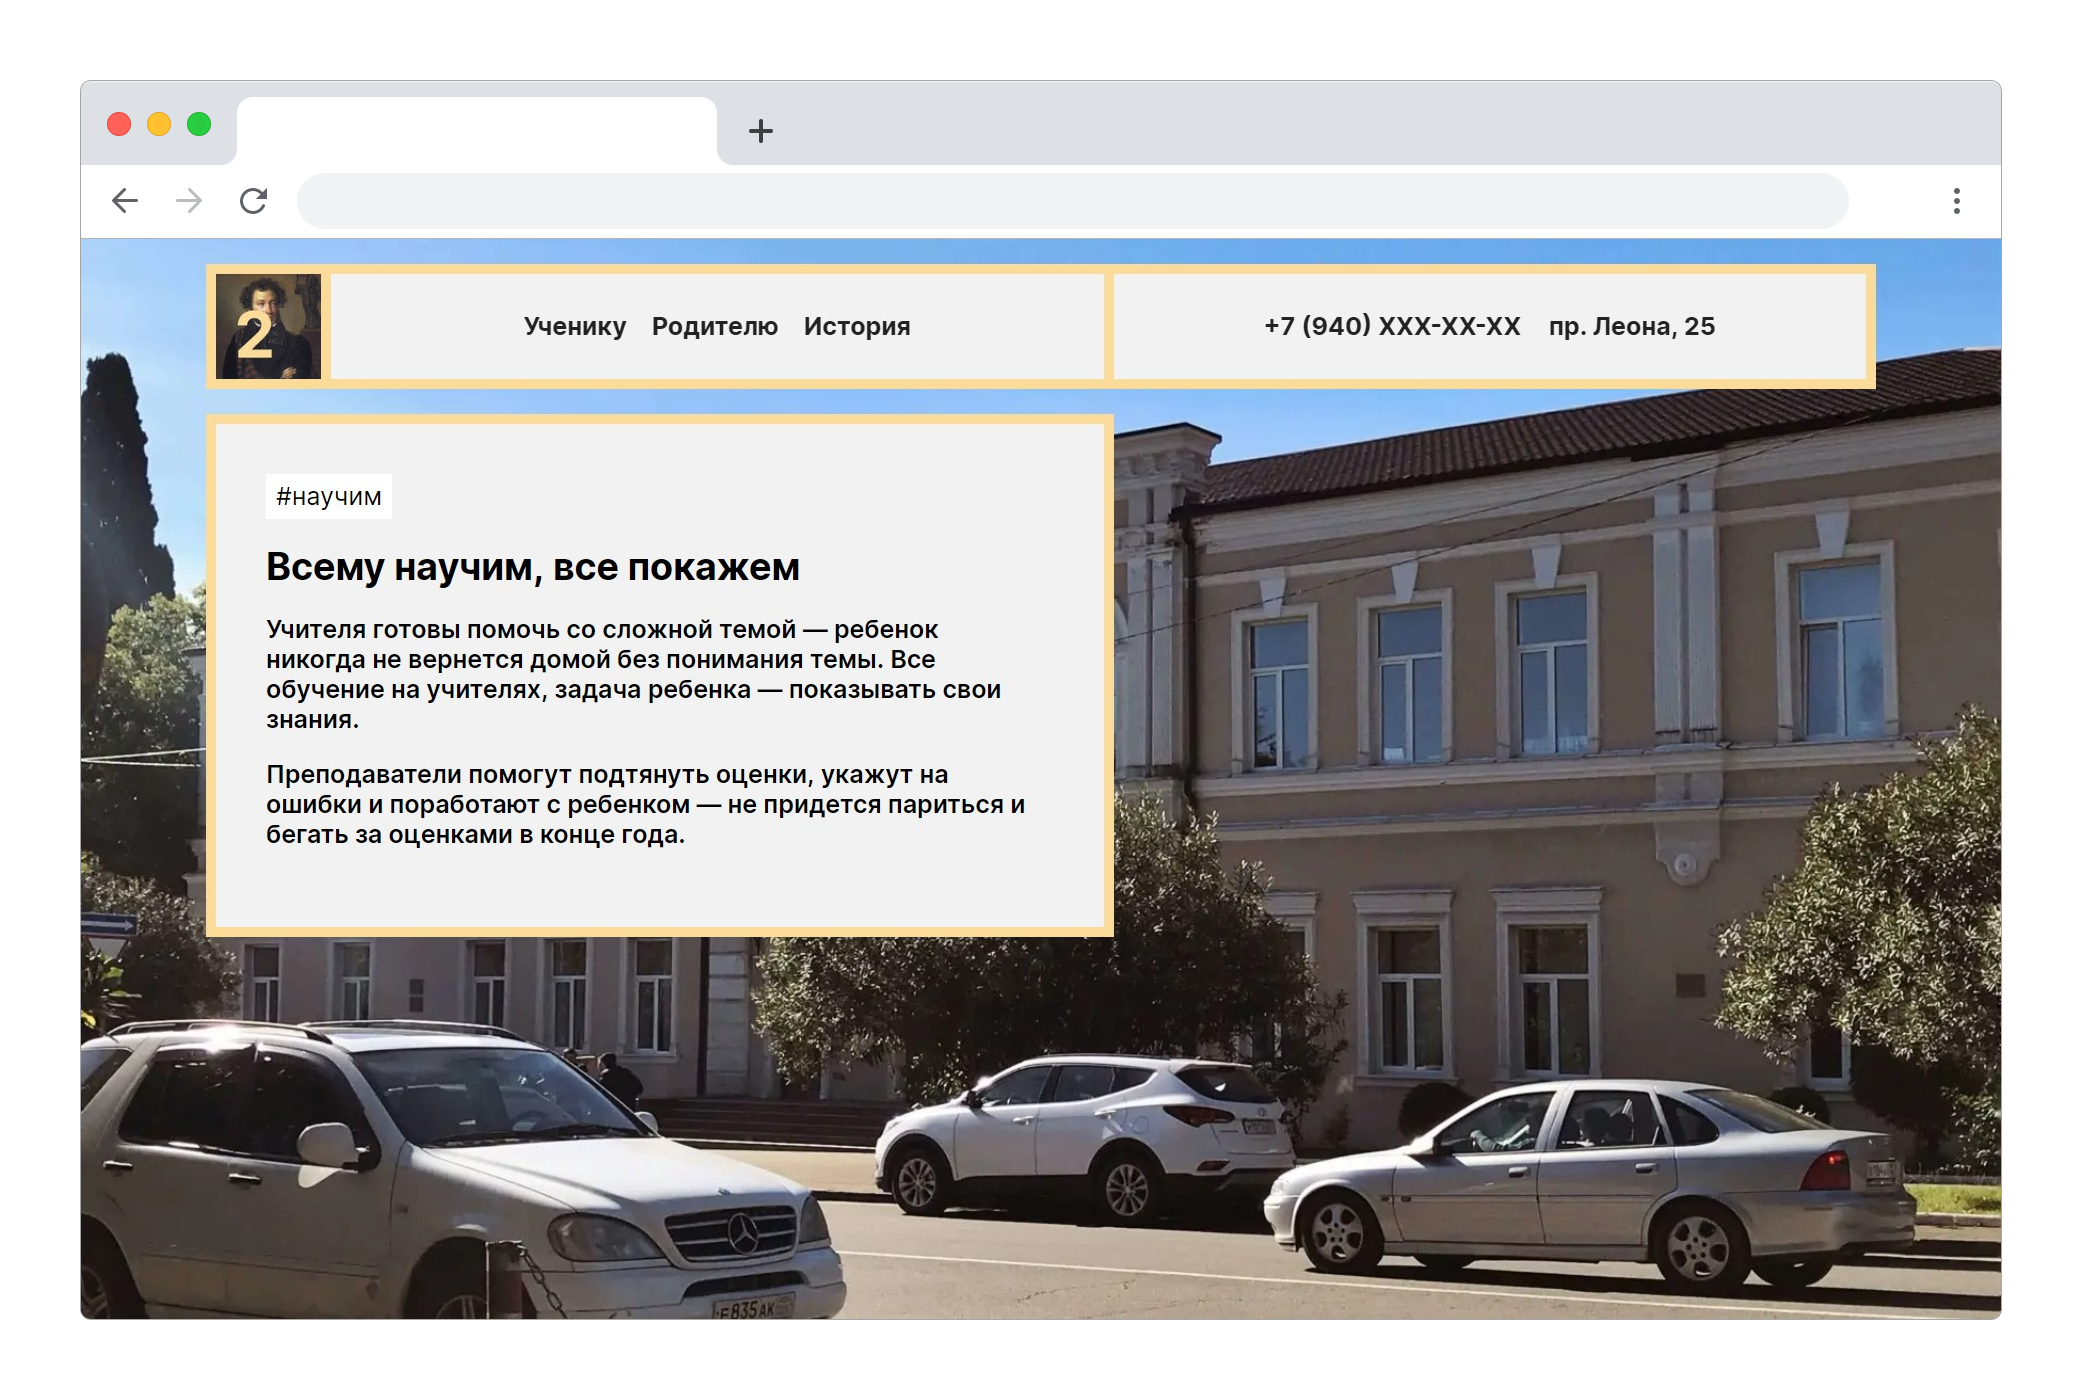 2
Ученику Родителю История
+7 (940) XXX-XX-XX пр. Леона, 25
#научим
Всему научим, все покажем
Учителя готовы помочь со сложной темой — ребенок
никогда не вернется домой без понимания темы. Все
обучение на учителях, задача ребенка — показывать свои
знания.
Преподаватели помогут подтянуть оценки, укажут на
ошибки и поработают с ребенком — не придется париться и
бегать за оценками в конце года.
Е835АК